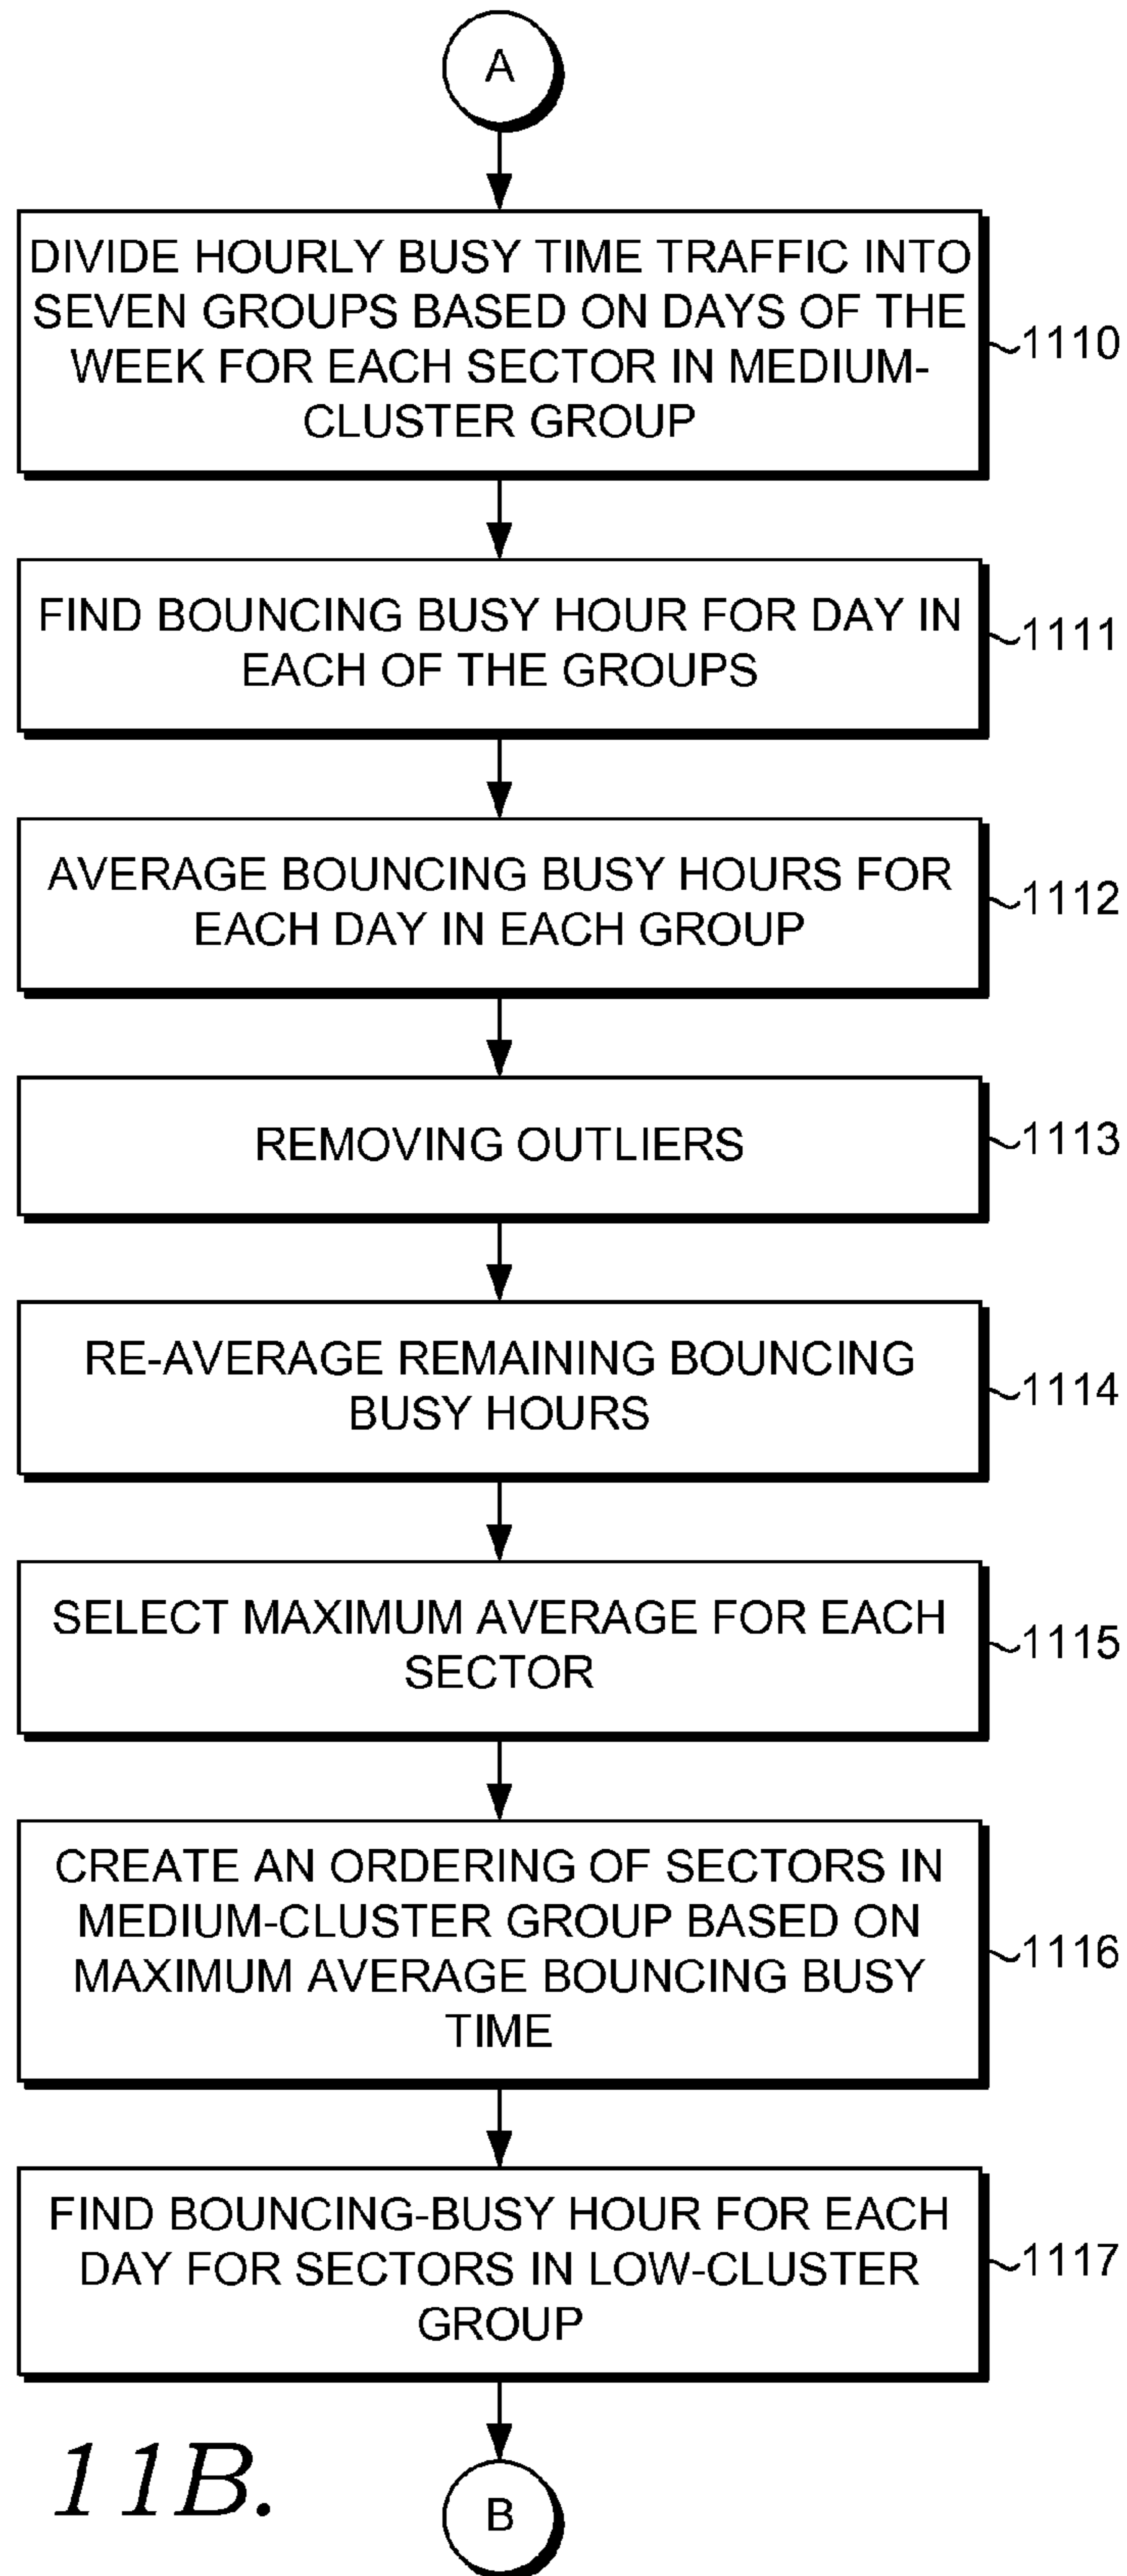 A
DIVIDE HOURLY BUSY TIME TRAFFIC INTO
SEVEN GROUPS BASED ON DAYS OF THE
WEEK FOR EACH SECTOR IN MEDIUM-
CLUSTER GROUP
1110
FIND BOUNCING BUSY HOUR FOR DAY IN
EACH OF THE GROUPS
1111
AVERAGE BOUNCING BUSY HOURS FOR
EACH DAY IN EACH GROUP
1112
REMOVING OUTLIERS
1113
RE-AVERAGE REMAINING BOUNCING
BUSY HOURS
1114
SELECT MAXIMUM AVERAGE FOR EACH
SECTOR
1115
CREATE AN ORDERING OF SECTORS IN
MEDIUM-CLUSTER GROUP BASED ON
MAXIMUM AVERAGE BOUNCING BUSY
TIME
1116
FIND BOUNCING-BUSY HOUR FOR EACH
DAY FOR SECTORS IN LOW-CLUSTER
GROUP
1117
11B.
B